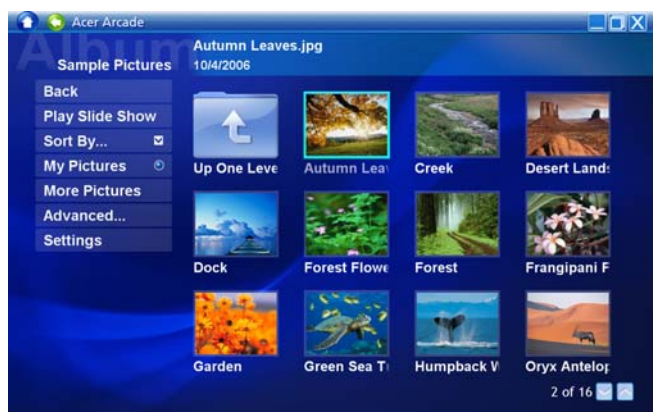 Acer Arcade
Album
Autumn Leaves.jpg
Sample Pictures
10/4/2006
Back
Play Slide Show
Sort By...
My Pictures
More Pictures
Advanced...
Settings
Up One Leve
Autumn Lea
Creek
Desert Lands
Dock
Forest Flowe
Forest
Frangipani F
Garden
Green Sea T
Humpback W
Oryx Antelop
2 of 16